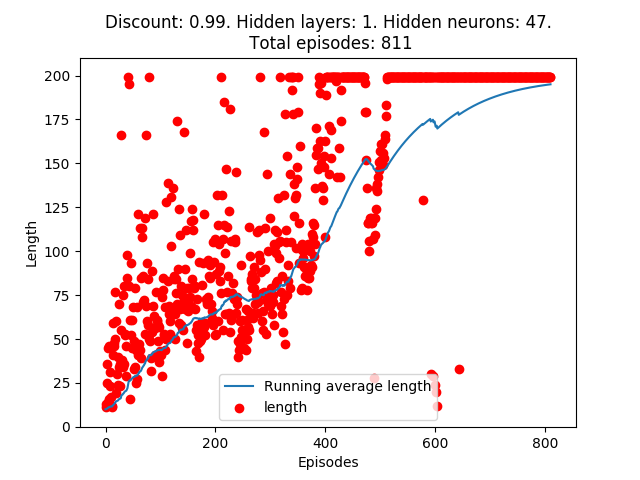 Discount: 0.99. Hidden layers: 1. Hidden neurons: 47.
Total episodes: 811
200
175
150
125
100
75
50
25
0
Length
Running average length
length
0
200
400
600
800
Episodes